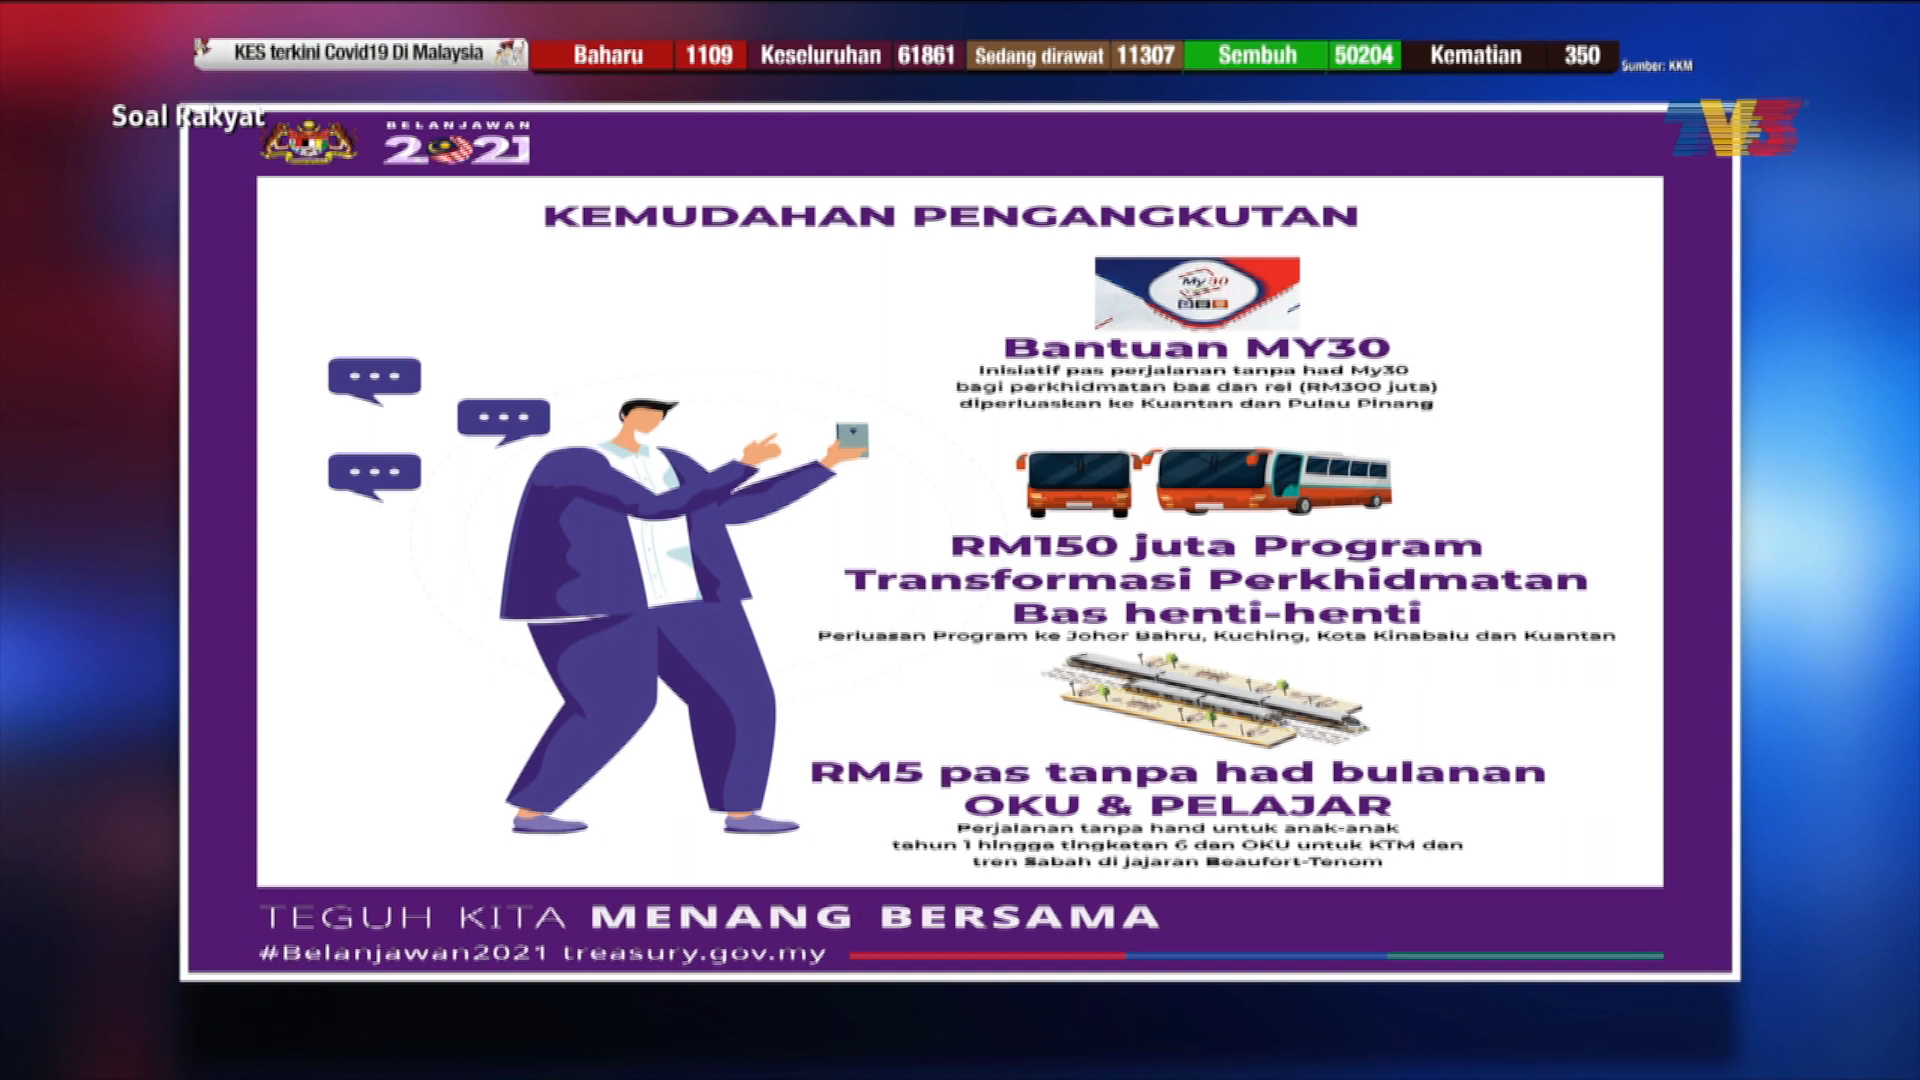 KES terkini Covid19 Di Malaysia Baharu 1109 Keseluruhan 61861 Sedang dirawat 11307 Sembuh 50204 Kematian 350 Sumber: KKM
Soal Rakyat
TV3
BELANJAWAN
2021
KEMUDAHAN PENGANGKUTAN
My30
Bantuan MY30
Inisiatif pas perjalanan tanpa had My30
bagi perkhidmatan bas dan rel (RM300 juta)
diperluaskan ke Kuantan dan Pulau Pinang
RM150 juta Program
Transformasi Perkhidmatan
Bas henti-henti
Perluasan Program ke Johor Bahru, Kuching, Kota Kinabalu dan Kuantan
RM5 pas tanpa had bulanan
OKU & PELAJAR
Perjalanan tanpa hand untuk anak-anak
tahun 1 hingga tingkatan 6 dan OKU untuk KTM dan
tren Sabah di jajaran Beaufort-Tenom
TEGUH KITA MENANG BERSAMA
#Belanjawan2021 treasury.gov.my